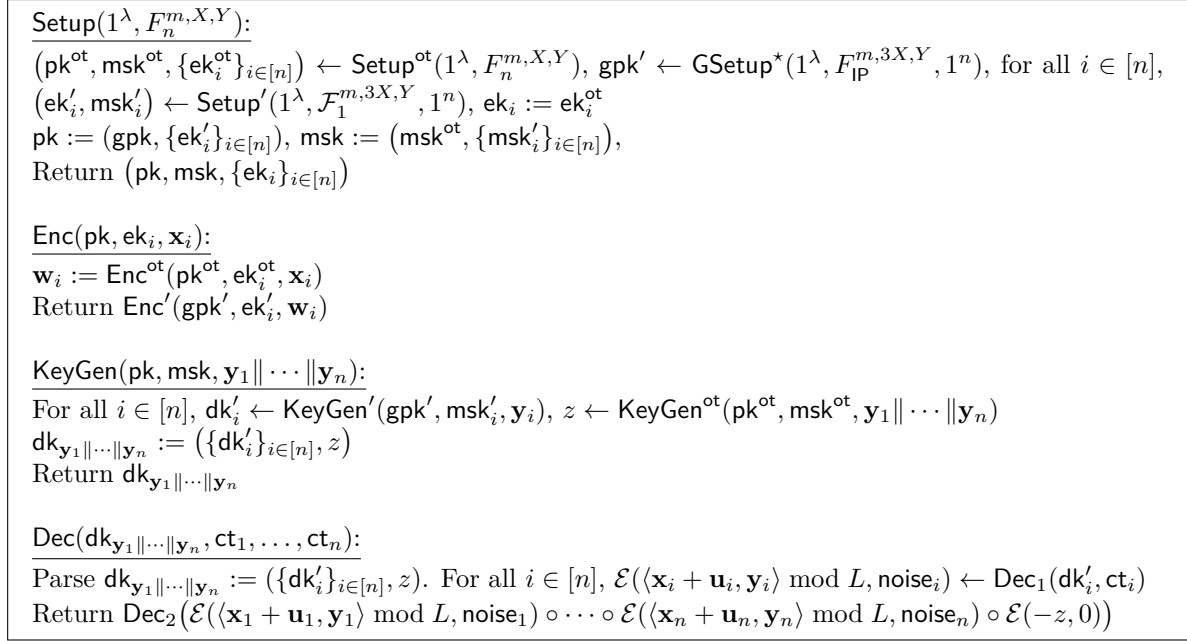 Setup(1^λ, F_n^{m,X,Y}):
(pk^ot, msk^ot, {ek_i^ot}_{i∈[n]}) ← Setup^ot(1^λ, F_n^{m,X,Y}), gpk′ ← GSetup^⋆(1^λ, F_IP^{m,3X,Y}, 1^n), for all i ∈ [n],
(ek′_i, msk′_i) ← Setup′(1^λ, ℱ_1^{m,3X,Y}, 1^n), ek_i := ek_i^ot
pk := (gpk, {ek′_i}_{i∈[n]}), msk := (msk^ot, {msk′_i}_{i∈[n]}),
Return (pk, msk, {ek_i}_{i∈[n]})
Enc(pk, ek_i, x_i):
w_i := Enc^ot(pk^ot, ek_i^ot, x_i)
Return Enc′(gpk′, ek′_i, w_i)
KeyGen(pk, msk, y_1‖⋯‖y_n):
For all i ∈ [n], dk′_i ← KeyGen′(gpk′, msk′_i, y_i), z ← KeyGen^ot(pk^ot, msk^ot, y_1‖⋯‖y_n)
dk_{y_1‖⋯‖y_n} := ({dk′_i}_{i∈[n]}, z)
Return dk_{y_1‖⋯‖y_n}
Dec(dk_{y_1‖⋯‖y_n}, ct_1, . . . , ct_n):
Parse dk_{y_1‖⋯‖y_n} := ({dk′_i}_{i∈[n]}, z). For all i ∈ [n], ℰ(⟨x_i + u_i, y_i⟩ mod L, noise_i) ← Dec_1(dk′_i, ct_i)
Return Dec_2(ℰ(⟨x_1 + u_1, y_1⟩ mod L, noise_1) ∘ ⋯ ∘ ℰ(⟨x_n + u_n, y_n⟩ mod L, noise_n) ∘ ℰ(−z, 0))